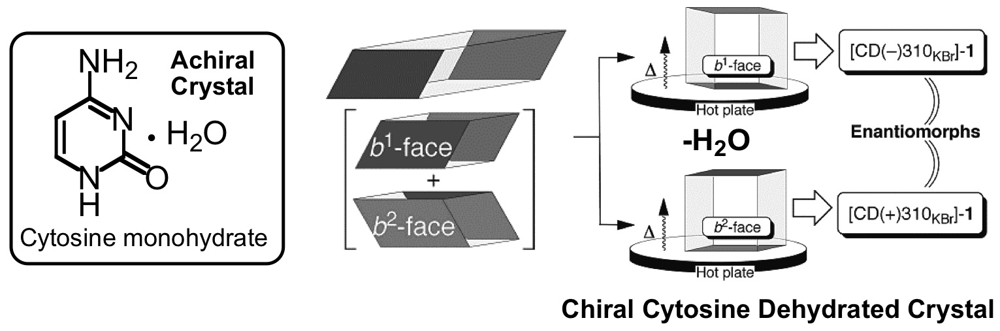 NH₂
Achiral
Crystal
N
· H₂O
N
H
O
Cytosine monohydrate
b¹-face
+
b²-face
Δ
b¹-face
Hot plate
[CD(–)310KBr]-1
-H₂O
Enantiomorphs
Δ
b²-face
Hot plate
[CD(+)310KBr]-1
Chiral Cytosine Dehydrated Crystal